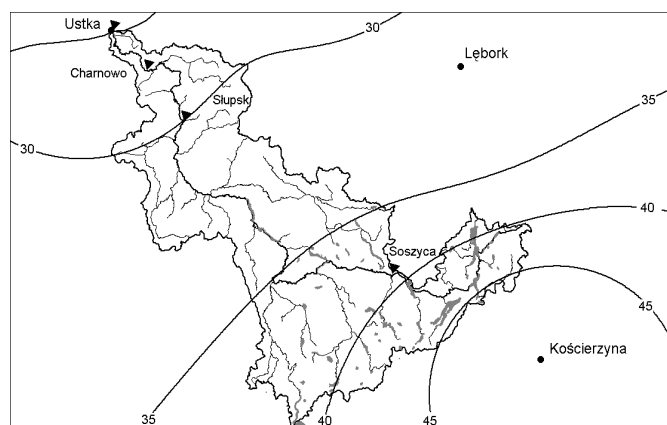 Ustka
30
Lębork
Charnowo
35
Słupsk
30
40
Soszyca
45
Kościerzyna
35
40
45